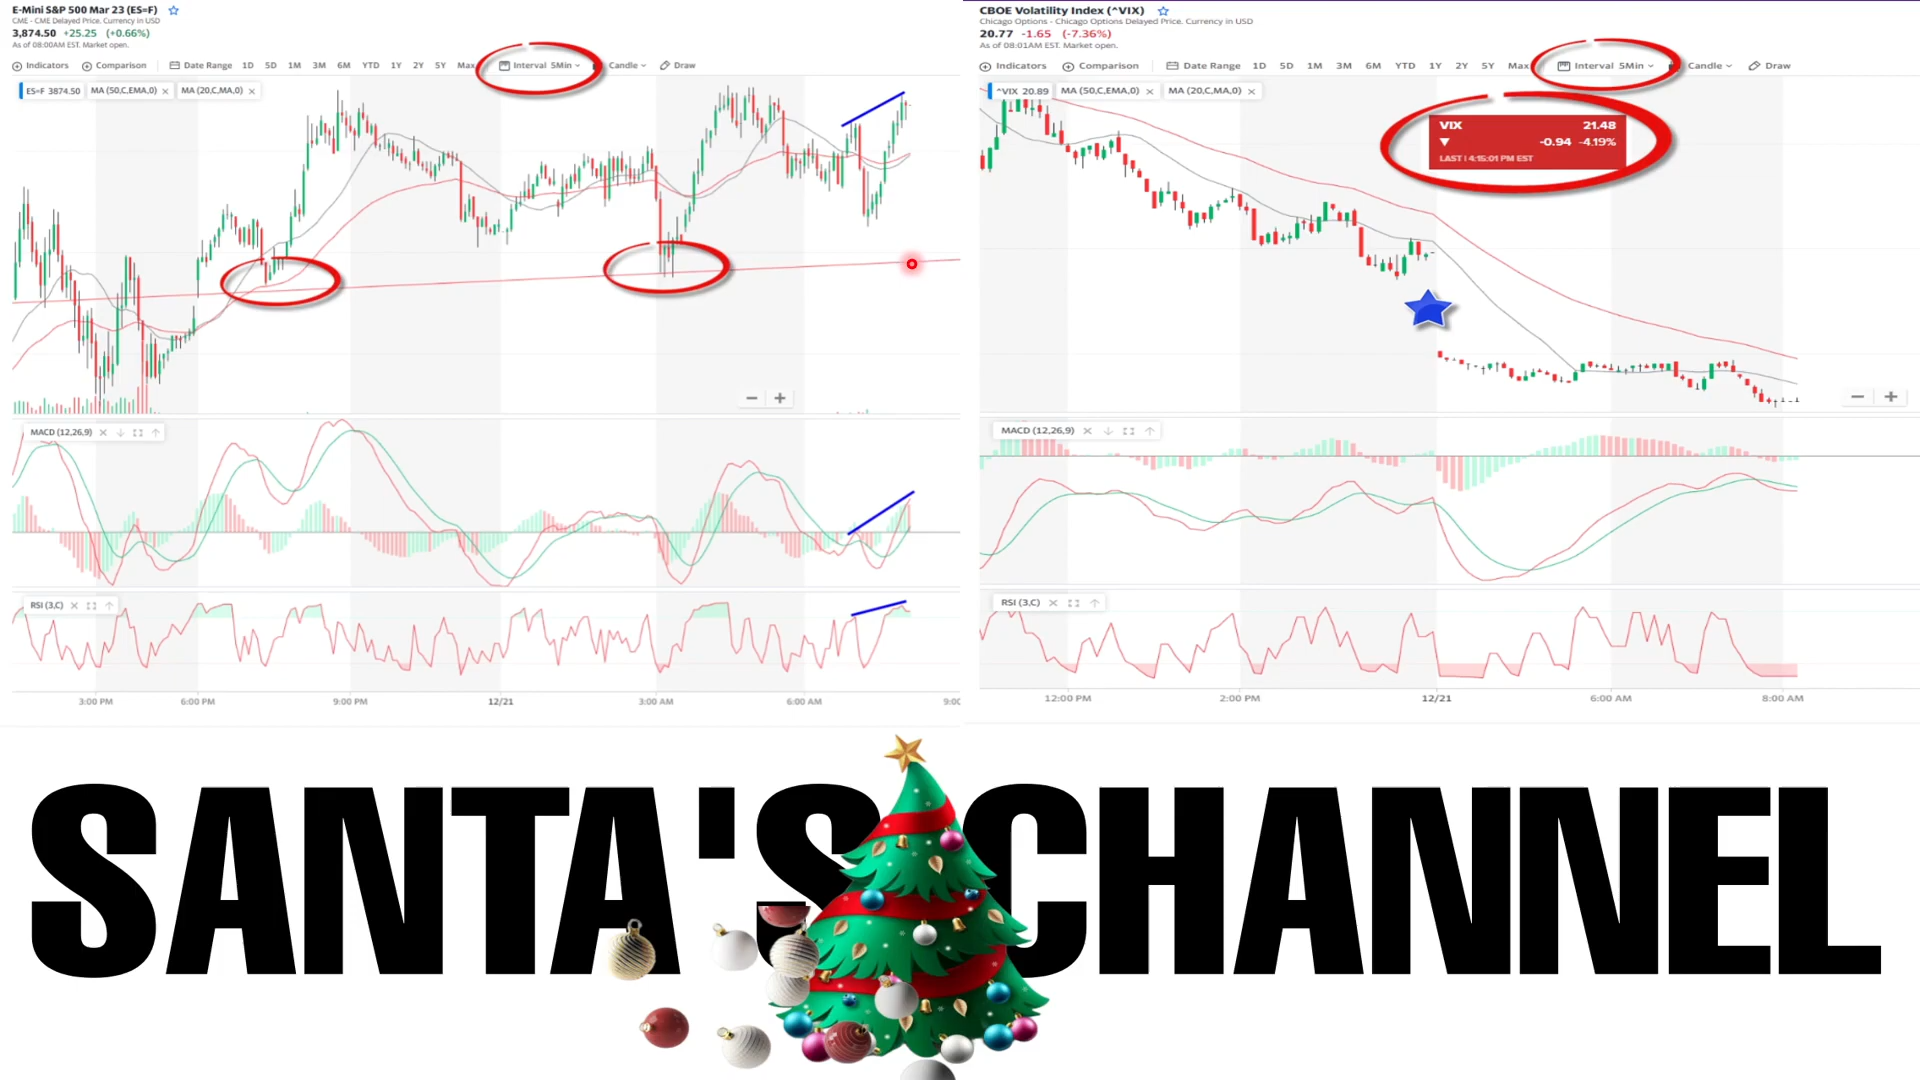 E-Mini S&P 500 Mar 23 (ES=F)
CME - CME Delayed Price. Currency in USD
3,874.50 +25.25 (+0.66%)
As of 08:00AM EST. Market open.
Indicators Comparison Date Range 1D 5D 1M 3M 6M YTD 1Y 2Y 5Y Max Interval 5Min Candle Draw
ES=F 3874.50 MA (50,C,EMA,0) MA (20,C,MA,0)
MACD (12,26,9)
RSI (3,C)
3:00 PM 6:00 PM 9:00 PM 12/21 3:00 AM 6:00 AM 9:00
CBOE Volatility Index (^VIX)
Chicago Options - Chicago Options Delayed Price. Currency in USD
20.77 -1.65 (-7.36%)
As of 08:01AM EST. Market open.
Indicators Comparison Date Range 1D 5D 1M 3M 6M YTD 1Y 2Y 5Y Max Interval 5Min Candle Draw
^VIX 20.89 MA (50,C,EMA,0) MA (20,C,MA,0)
VIX 21.48
-0.94 -4.19%
LAST | 4:15:01 PM EST
MACD (12,26,9)
RSI (3,C)
12:00 PM 2:00 PM 12/21 6:00 AM 8:00 AM
SANTA'S CHANNEL